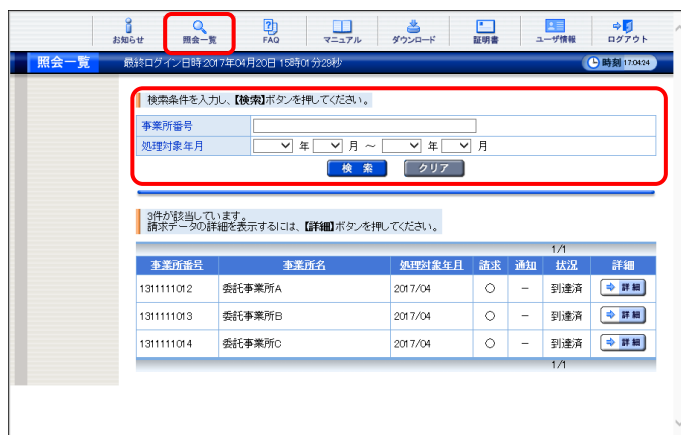 お知らせ 照会一覧 FAQ マニュアル ダウンロード 証明書 ユーザ情報 ログアウト
照会一覧 最終ログイン日時:2017年04月20日 15時01分29秒 時刻 17:04:24
検索条件を入力し、【検索】ボタンを押してください。
事業所番号
処理対象年月 年 月 ～ 年 月
検 索 クリア
3件が該当しています。
請求データの詳細を表示するには、【詳細】ボタンを押してください。
1/1
事業所番号 事業所名 処理対象年月 請求 通知 状況 詳細
1311111012 委託事業所A 2017/04 ○ － 到達済 詳細
1311111013 委託事業所B 2017/04 ○ － 到達済 詳細
1311111014 委託事業所C 2017/04 ○ － 到達済 詳細
1/1